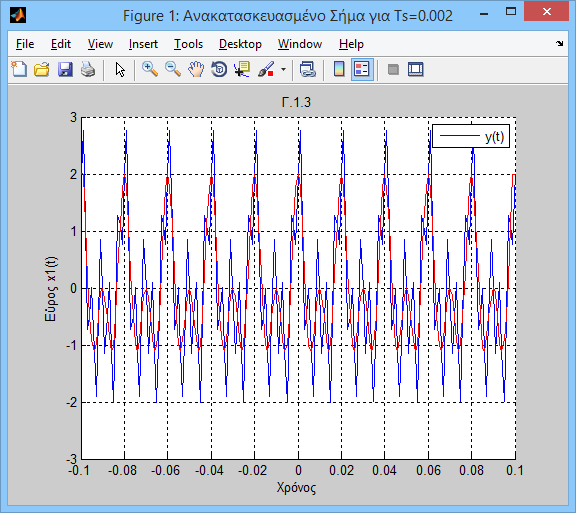 Figure 1: Ανακατασκευασμένο Σήμα για Ts=0.002
File Edit View Insert Tools Desktop Window Help
Γ.1.3
y(t)
3
2
1
0
-1
-2
-3
Εύρος x1(t)
-0.1 -0.08 -0.06 -0.04 -0.02 0 0.02 0.04 0.06 0.08 0.1
Χρόνος